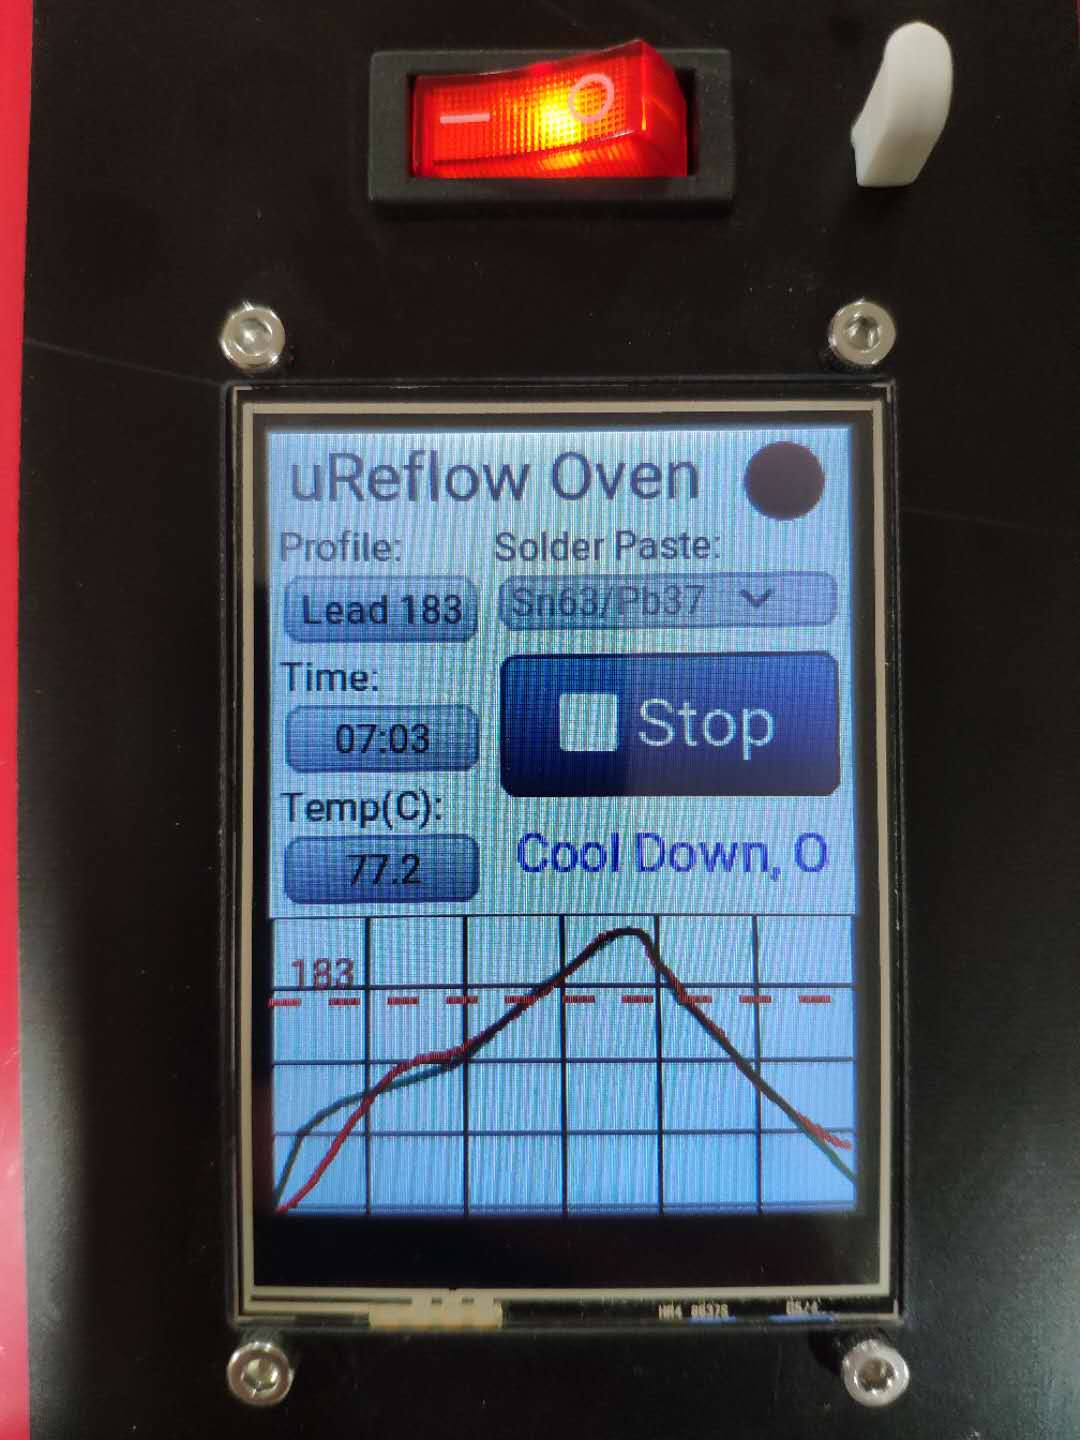 uReflow Oven
Profile: Solder Paste:
Lead 183 Sn63/Pb37
Time:
07:03 Stop
Temp(C):
77.2 Cool Down, O
183